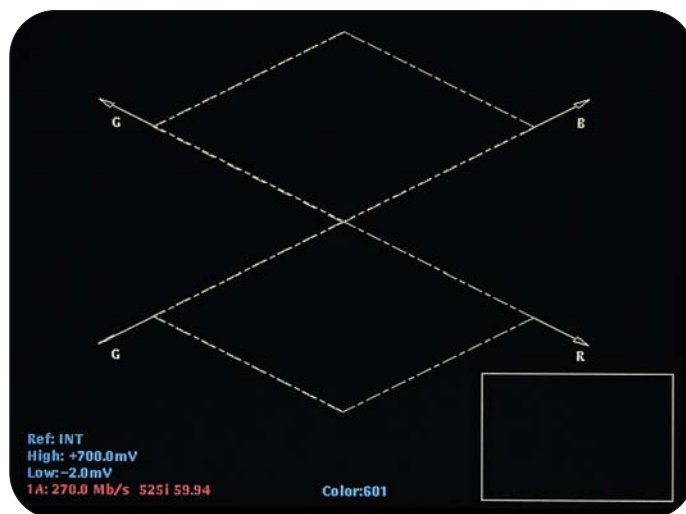 G
B
G
R
Ref: INT
High: +700.0mV
Low:-2.0mV
1A: 270.0 Mb/s 525i 59.94
Color:601